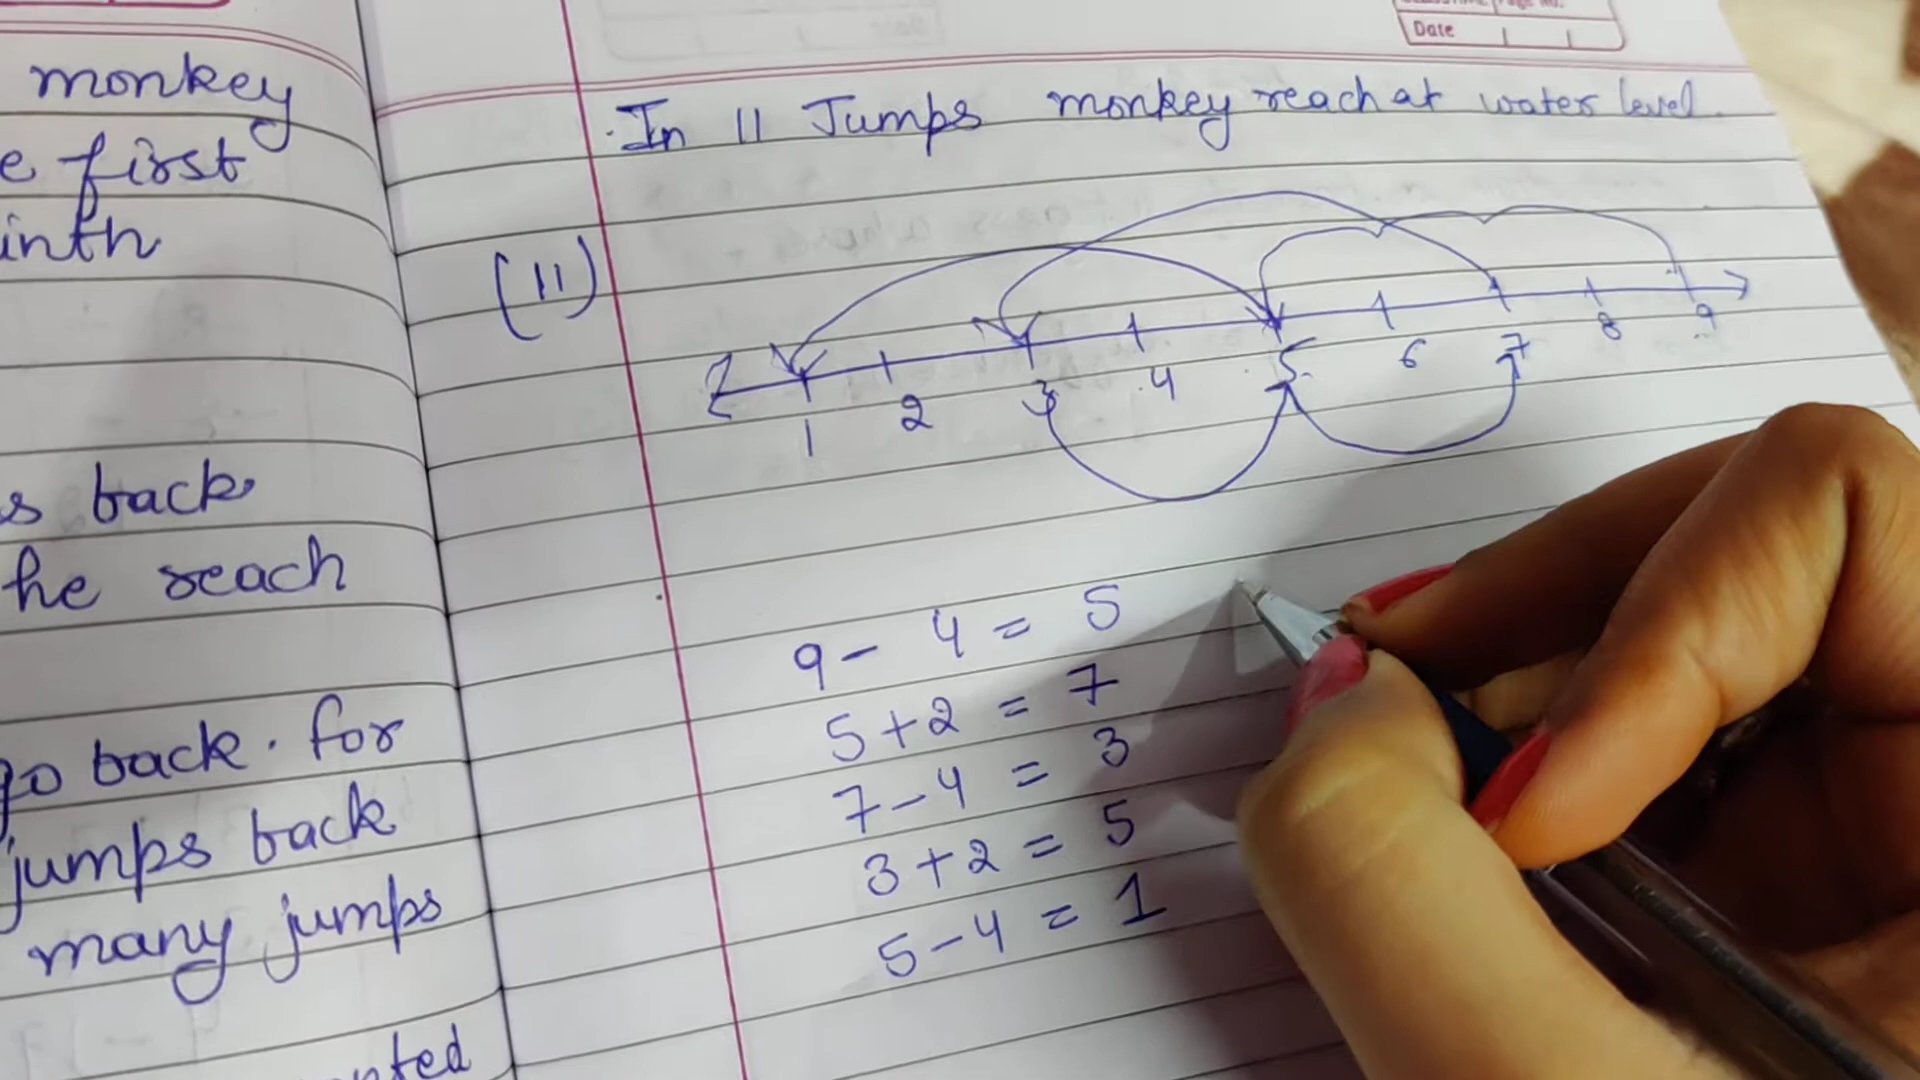 monkey
e first
inth
s back
he reach
go back. for
jumps back
many jumps
nted
Date
In 11 Jumps monkey reach at water level.
(11)
1 2 3 4 5 6 7 8 9
9 - 4 = 5
5 + 2 = 7
7 - 4 = 3
3 + 2 = 5
5 - 4 = 1